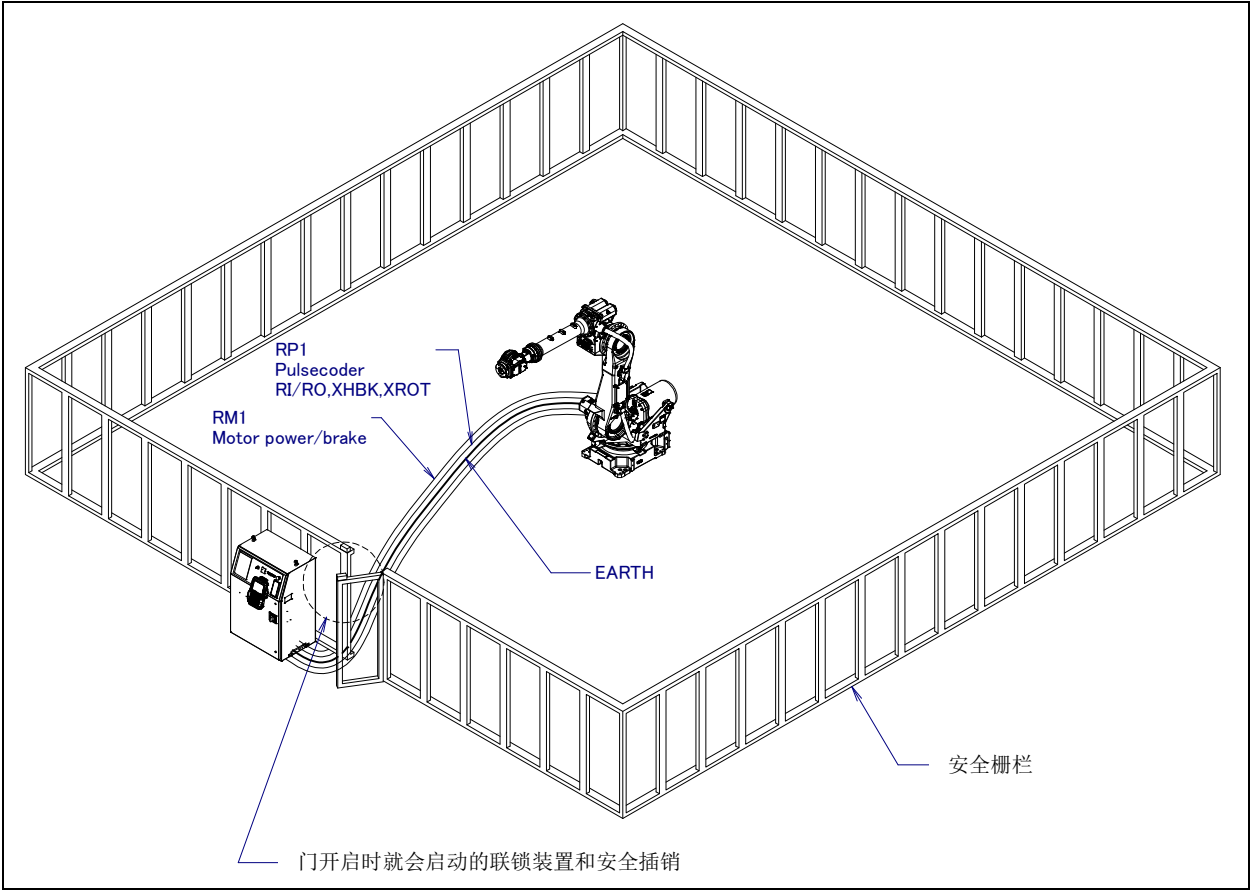 RP1
Pulsecoder
RI/RO,XHBK,XROT
RM1
Motor power/brake
EARTH
安全栅栏
门开启时就会启动的联锁装置和安全插销